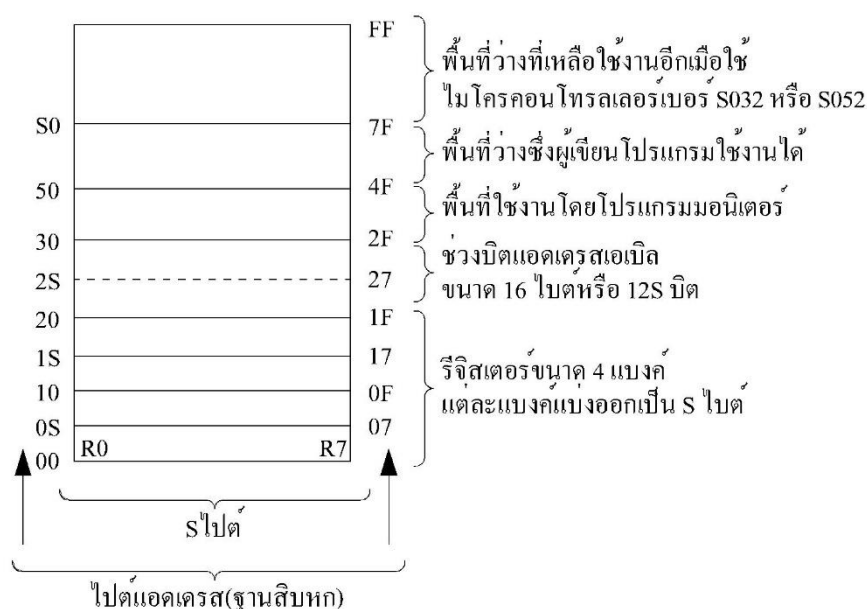 FF
พื้นที่ว่างที่เหลือใช้งานอีกเมือใช้
ไมโครคอนโทรลเลอร์เบอร์ S032 หรือ S052
S0
7F
พื้นที่ว่างซึ่งผู้เขียนโปรแกรมใช้งานได้
50
4F
พื้นที่ใช้งานโดยโปรแกรมมอนิเตอร์
30
2F
ช่วงบิตแอดเดรสเอเบิล
2S
27
ขนาด 16 ไบต์หรือ 12S บิต
20
1F
1S
17
รีจิสเตอร์ขนาด 4 แบงค์
10
0F
แต่ละแบงค์แบ่งออกเป็น S ไบต์
0S
07
00
R0
R7
Sไปต์
ไปต์แอดเดรส(ฐานสิบหก)